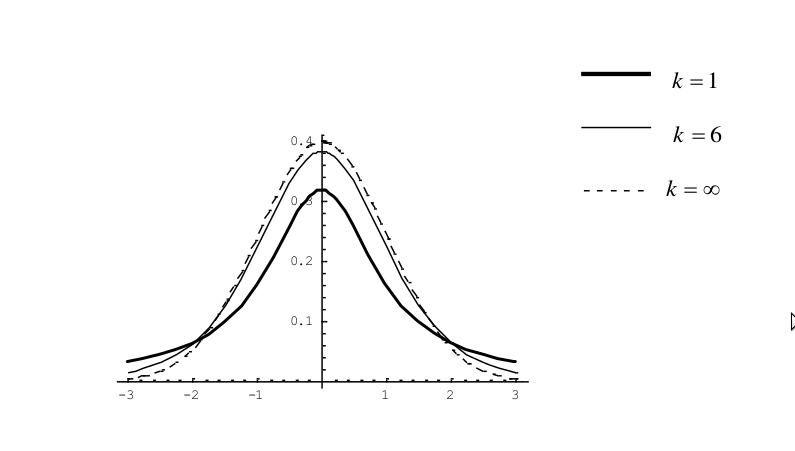 k = 1
k = 6
k = ∞
0.4
0.3
0.2
0.1
-3 -2 -1 1 2 3